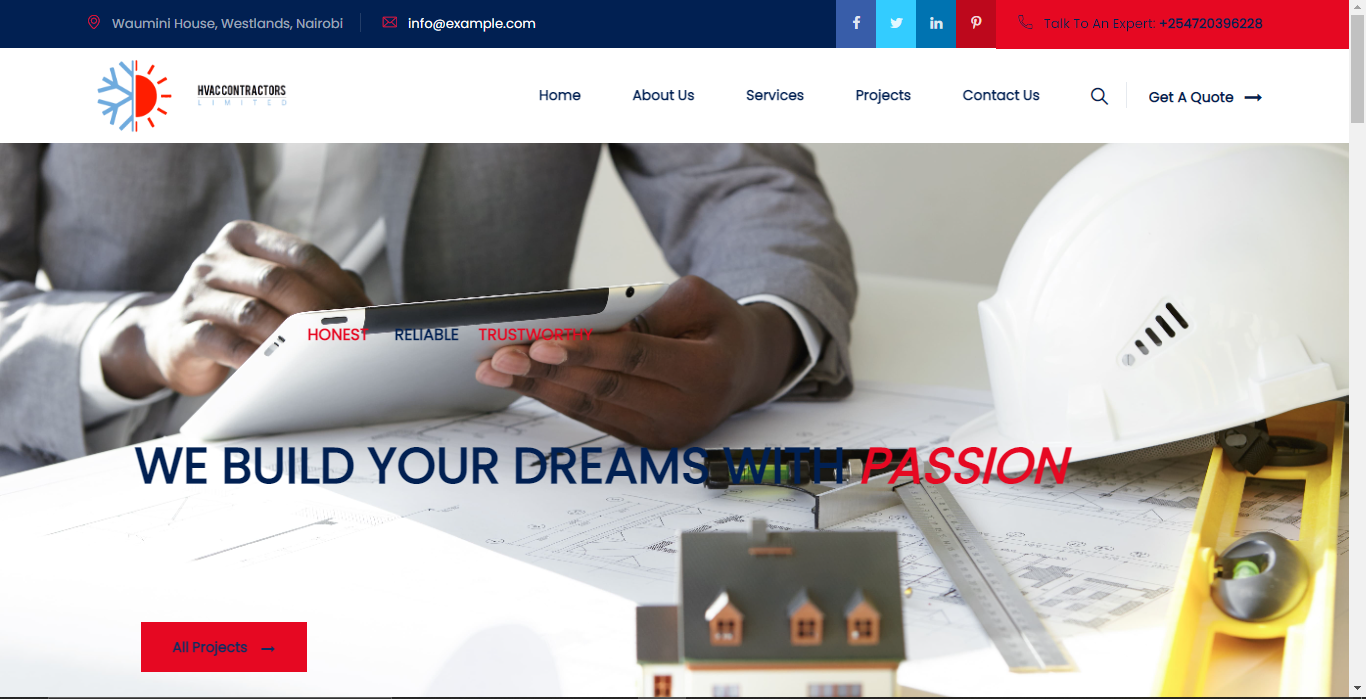 Waumini House, Westlands, Nairobi
info@example.com
Talk To An Expert: +254720396228
HVAC CONTRACTORS
LIMITED
Home
About Us
Services
Projects
Contact Us
Get A Quote
HONEST RELIABLE TRUSTWORTHY
WE BUILD YOUR DREAMS WITH PASSION
All Projects